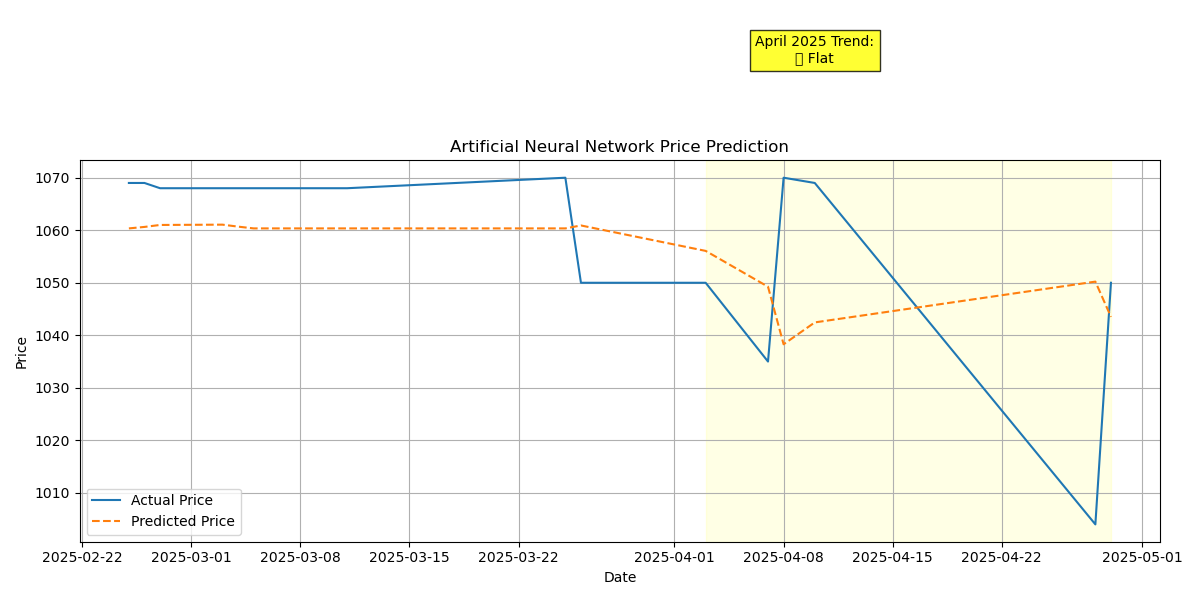 April 2025 Trend:
Flat
Artificial Neural Network Price Prediction
1070
1060
1050
1040
1030
1020
1010
Price
Actual Price
Predicted Price
2025-02-22 2025-03-01 2025-03-08 2025-03-15 2025-03-22 2025-04-01 2025-04-08 2025-04-15 2025-04-22 2025-05-01
Date